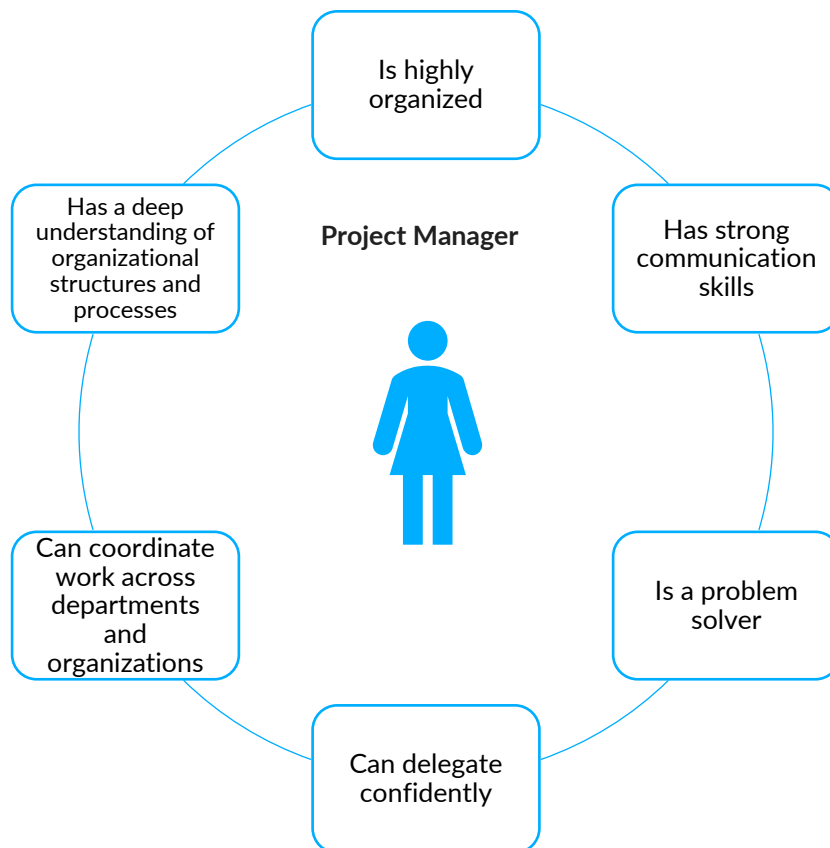 Is highly
organized
Project Manager
Has strong
communication
skills
Is a problem
solver
Can delegate
confidently
Can coordinate
work across
departments
and
organizations
Has a deep
understanding of
organizational
structures and
processes